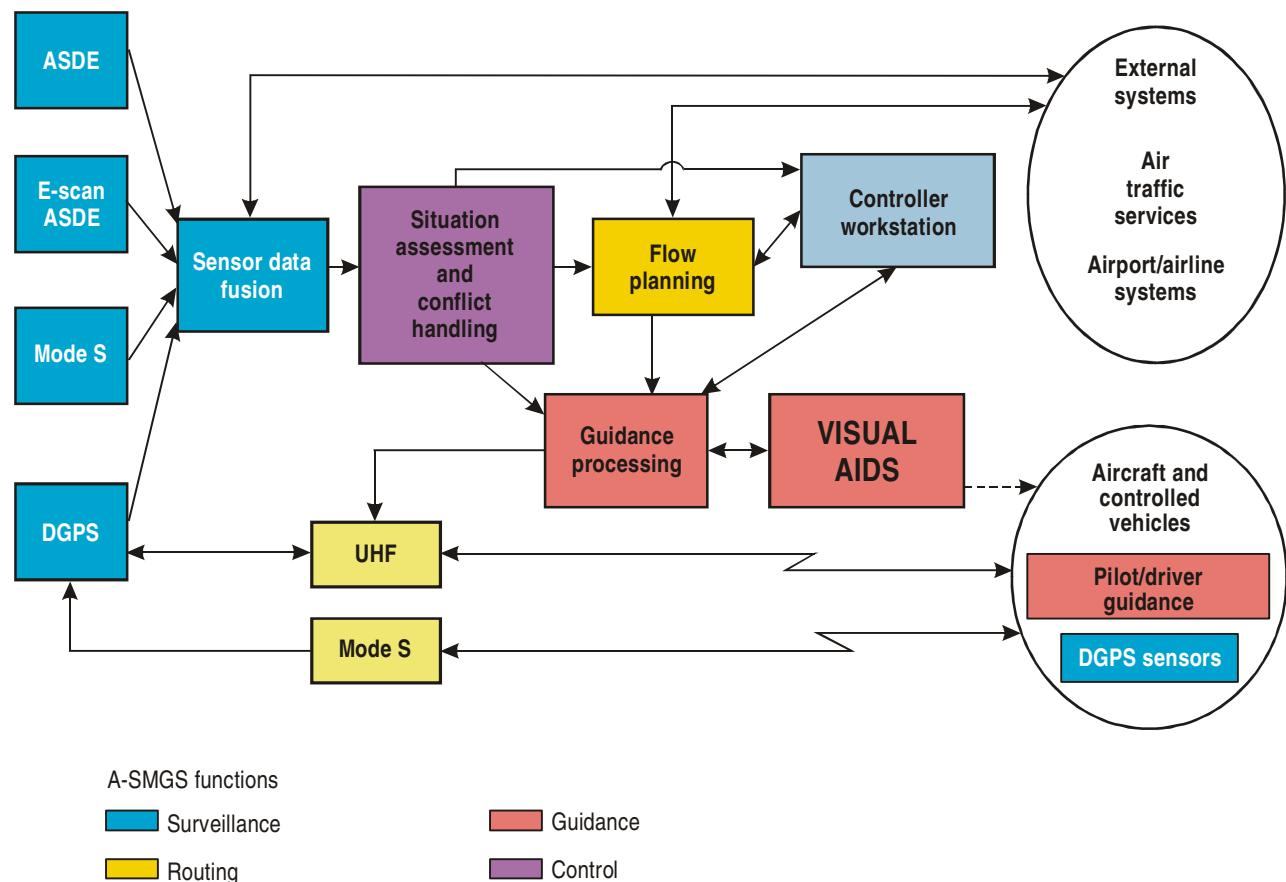 ASDE
E-scan
ASDE
Mode S
DGPS
Sensor data
fusion
Situation
assessment
and
conflict
handling
Flow
planning
Controller
workstation
External
systems
Air
traffic
services
Airport/airline
systems
Guidance
processing
VISUAL
AIDS
UHF
Mode S
Aircraft and
controlled
vehicles
Pilot/driver
guidance
DGPS sensors
A-SMGS functions
Surveillance
Guidance
Routing
Control